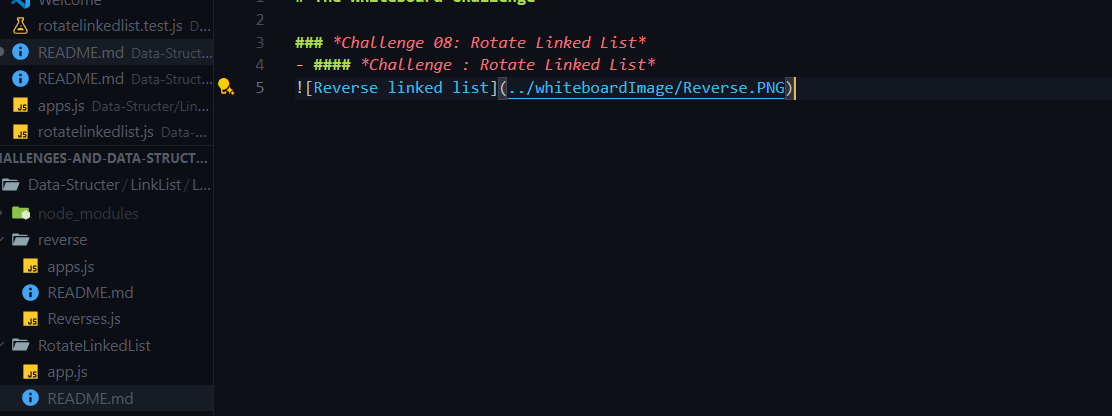 Welcome
rotatelinkedlist.test.js
README.md Data-Struct...
README.md Data-Struct...
apps.js Data-Structer/Lin...
rotatelinkedlist.js Data-...
HALLENGES-AND-DATA-STRUCT...
Data-Structer / LinkList / L...
node_modules
reverse
apps.js
README.md
Reverses.js
RotateLinkedList
app.js
README.md
1 # The Whiteboard Challenge
2
3 ### *Challenge 08: Rotate Linked List*
4 - #### *Challenge : Rotate Linked List*
5 ![Reverse linked list](../whiteboardImage/Reverse.PNG)